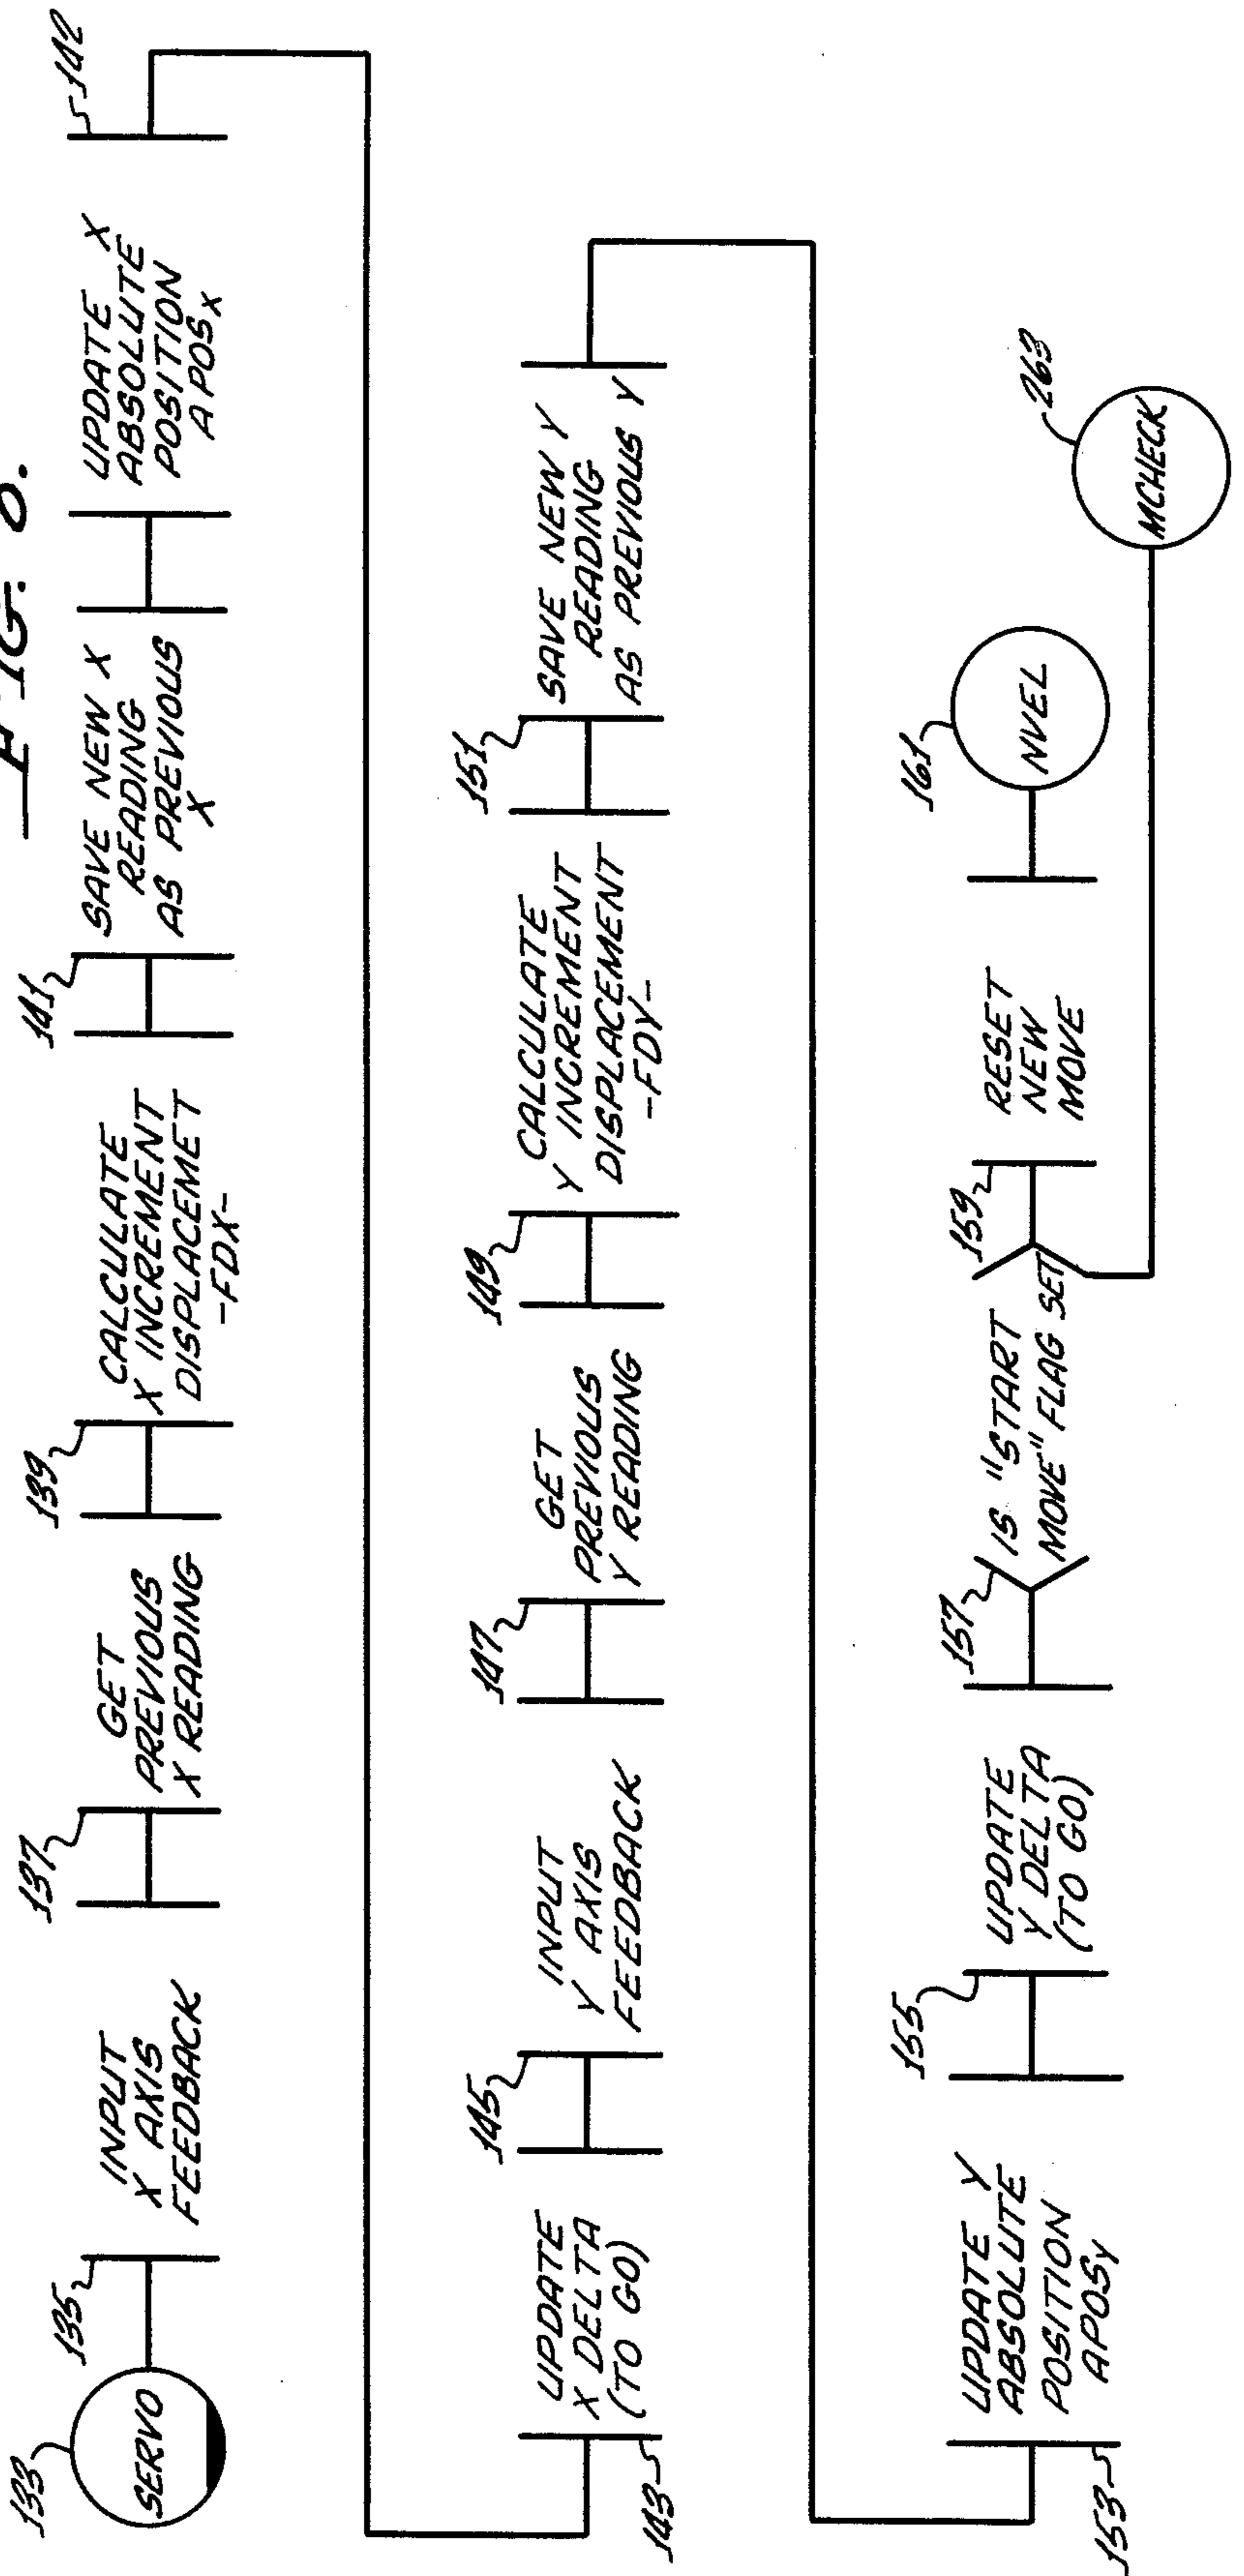 FIG. 8.
133
SERVO
135
INPUT
X AXIS
FEEDBACK
137
GET
PREVIOUS
X READING
139
CALCULATE
X INCREMENT
DISPLACEMET
-FDX-
141
SAVE NEW X
READING
AS PREVIOUS
X
UPDATE X
ABSOLUTE
POSITION
APOSX
142
143
UPDATE
X DELTA
(TO GO)
145
INPUT
Y AXIS
FEEDBACK
147
GET
PREVIOUS
Y READING
149
CALCULATE
Y INCREMENT
DISPLACEMENT
-FDY-
151
SAVE NEW Y
READING
AS PREVIOUS Y
153
UPDATE Y
ABSOLUTE
POSITION
APOSY
155
UPDATE
Y DELTA
(TO GO)
157
IS "START
MOVE" FLAG SET
159
RESET
NEW
MOVE
161
NVEL
263
MCHECK